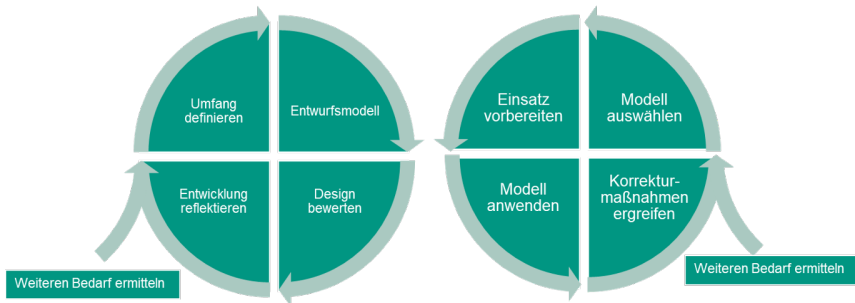 Umfang
definieren
Entwurfsmodell
Entwicklung
reflektieren
Design
bewerten
Weiteren Bedarf ermitteln
Einsatz
vorbereiten
Modell
auswählen
Modell
anwenden
Korrektur-
maßnahmen
ergreifen
Weiteren Bedarf ermitteln